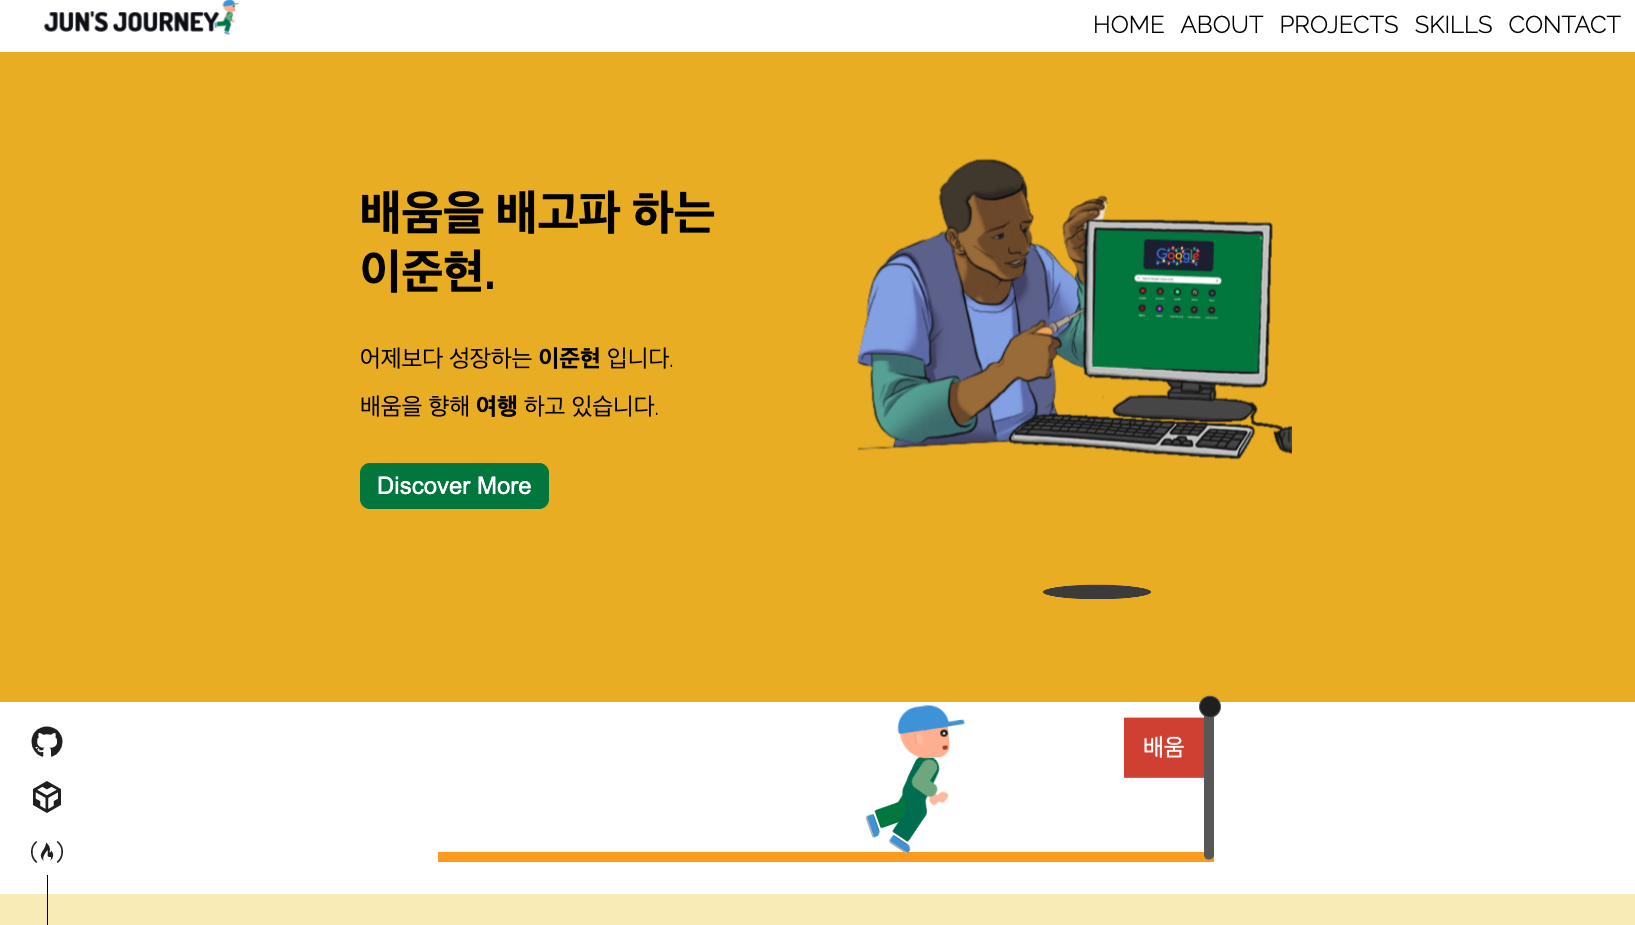 JUN'S JOURNEY
HOME ABOUT PROJECTS SKILLS CONTACT
배움을 배고파 하는
이준현.
어제보다 성장하는 이준현 입니다.
배움을 향해 여행 하고 있습니다.
Discover More
Google
배움